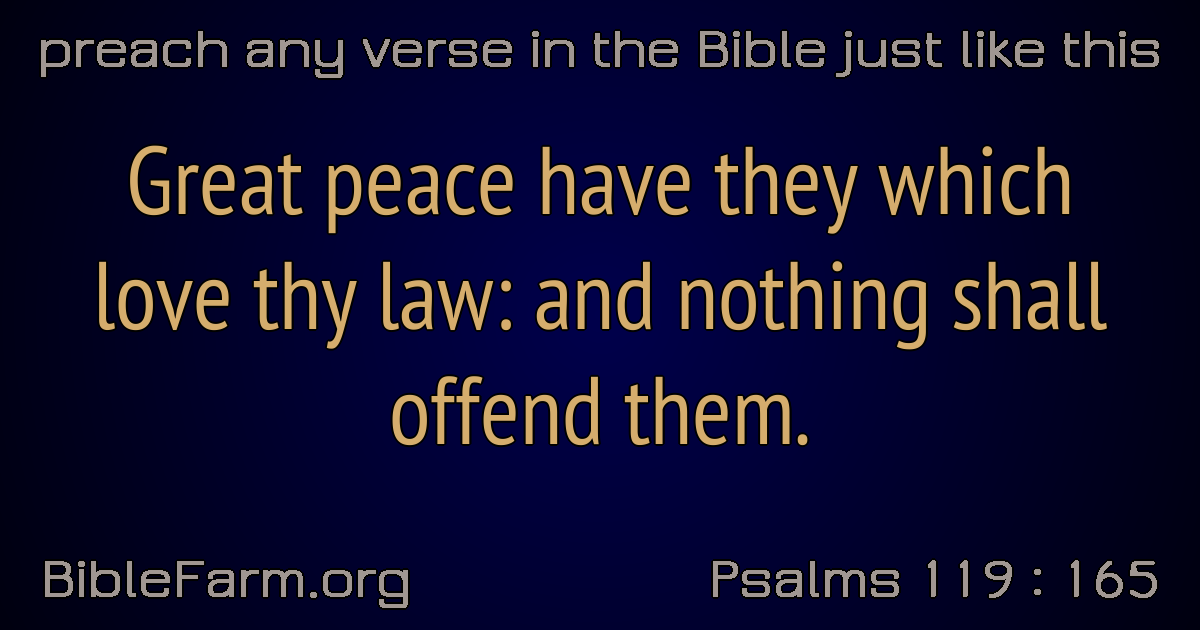 preach any verse in the Bible just like this
Great peace have they which
love thy law: and nothing shall
offend them.
BibleFarm.org
Psalms 119 : 165